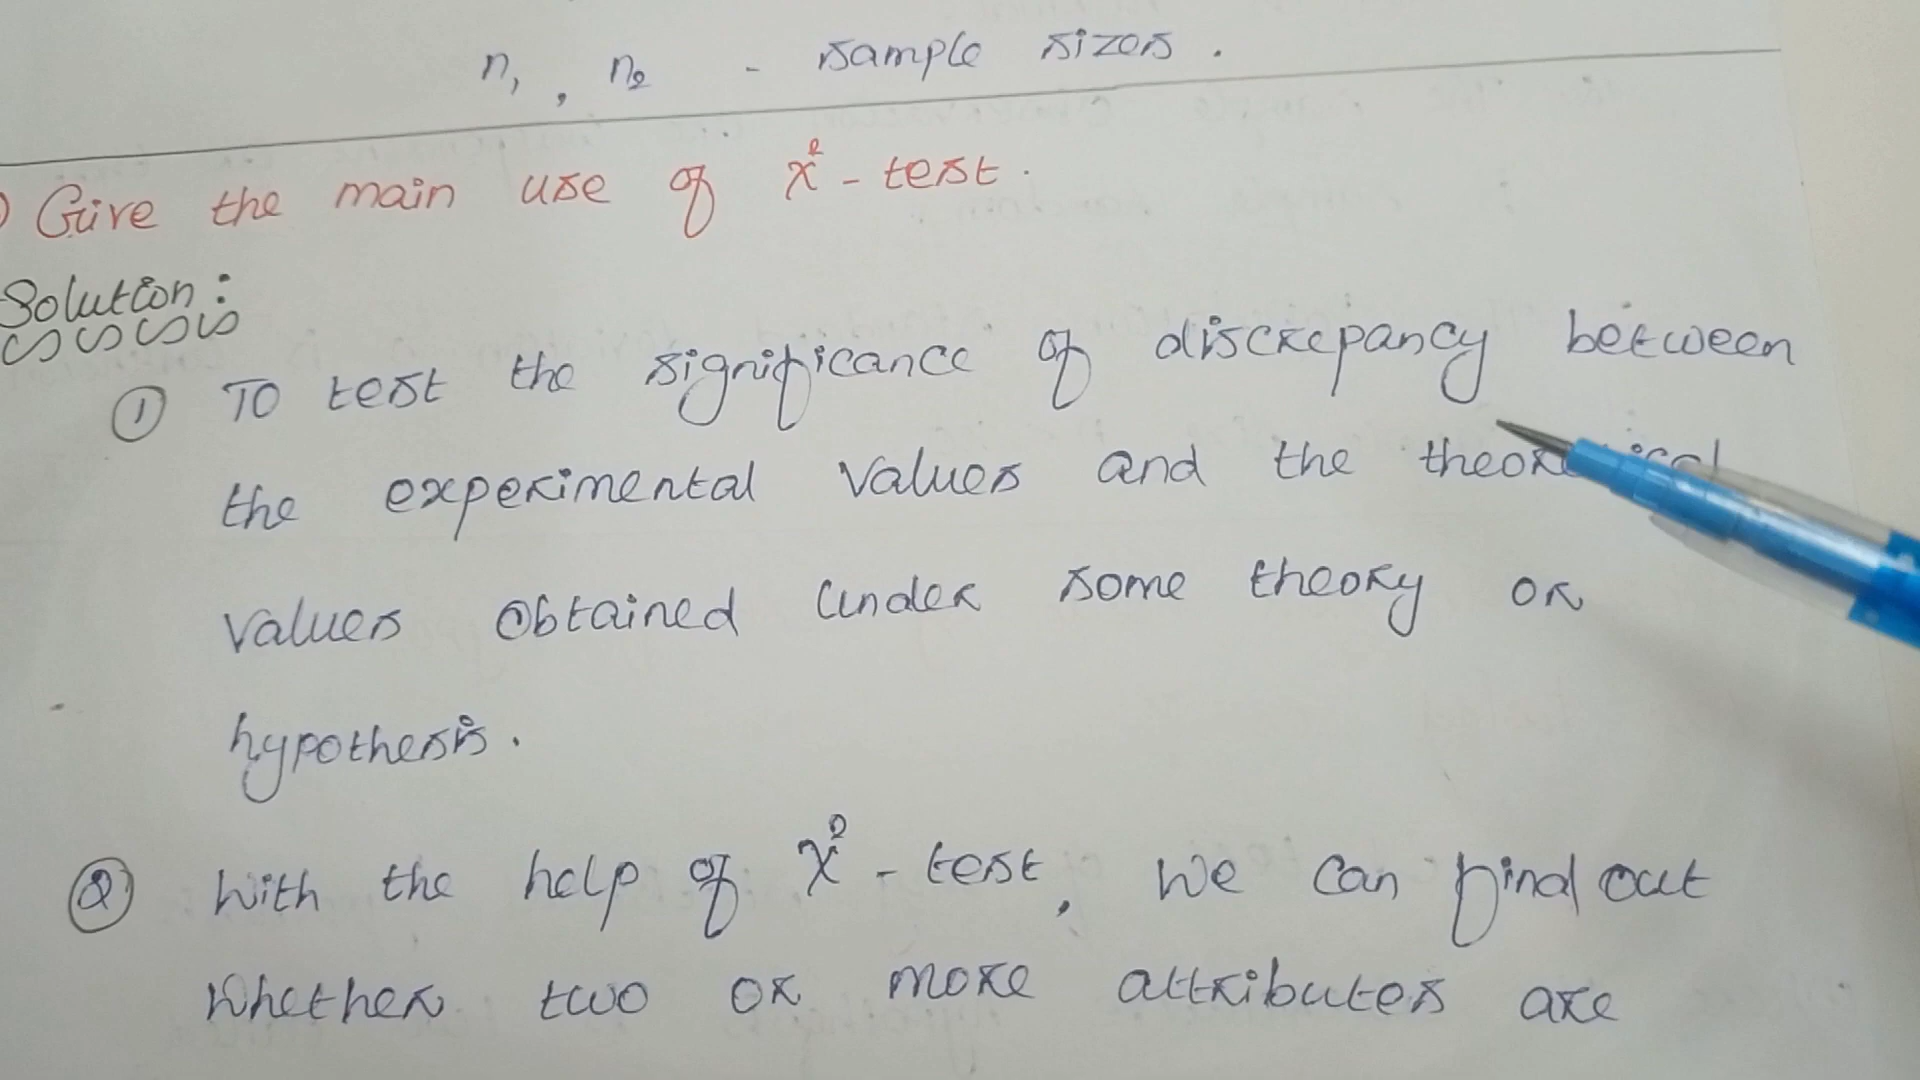 n₁, n₂ - sample sizes.
Give the main use of χ² - test.
Solution:
① To test the significance of discrepancy between
the experimental values and the
values obtained under some theory or
hypothesis.
② With the help of χ² - test, we can find out
whether two or more attributes are